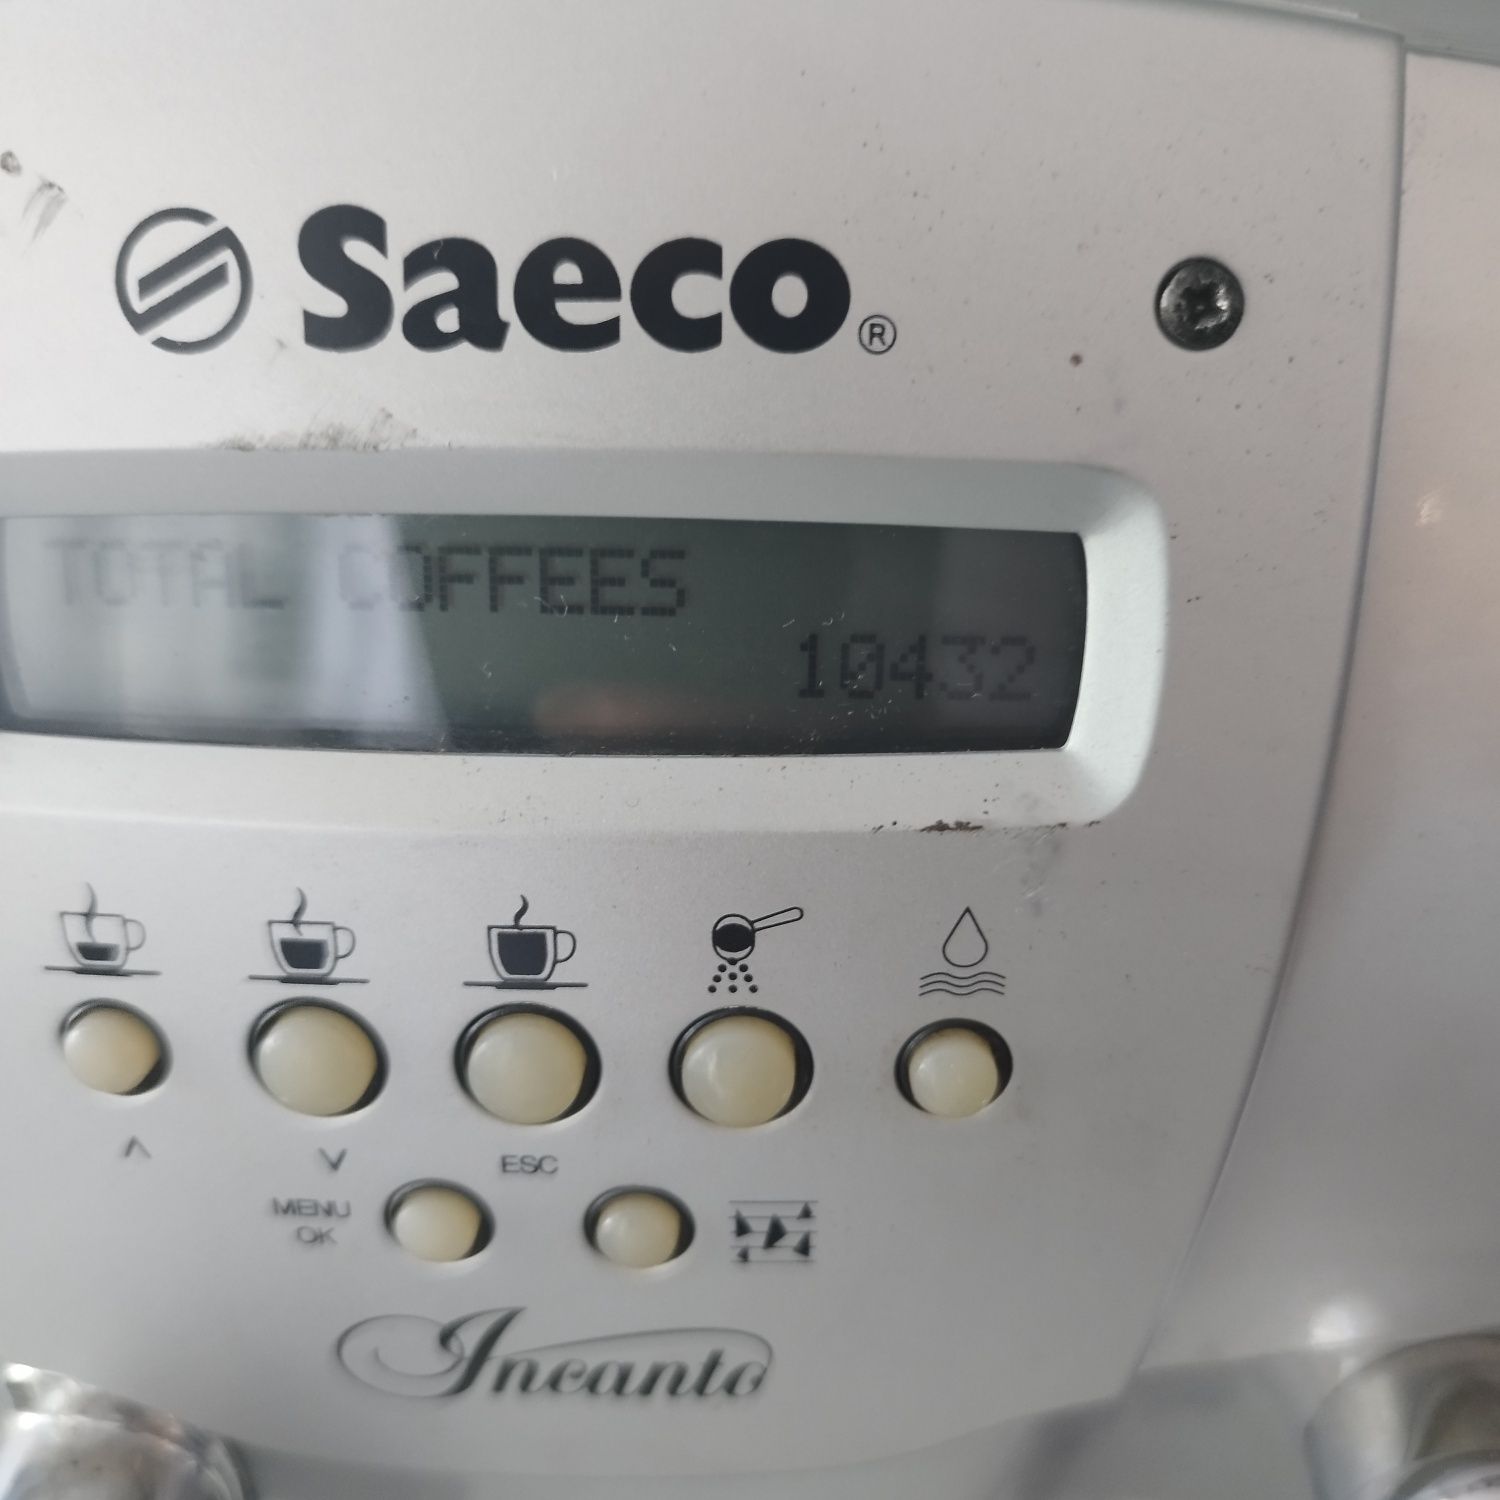 Saeco®
TOTAL COFFEES
10432
ESC
MENU
OK
Incanto